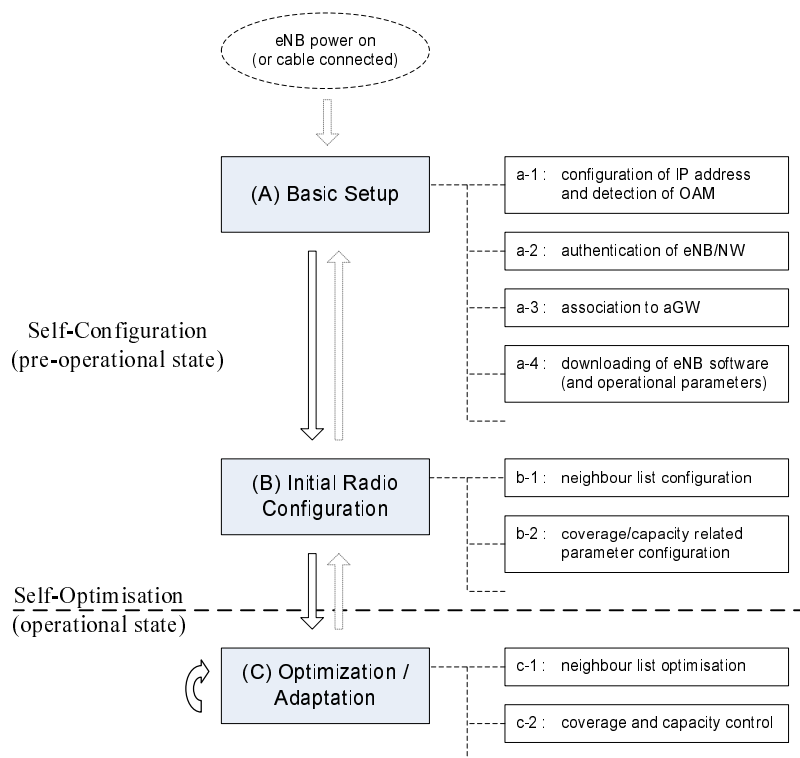 eNB power on
(or cable connected)
(A) Basic Setup
a-1 : configuration of IP address
and detection of OAM
a-2 : authentication of eNB/NW
a-3 : association to aGW
a-4 : downloading of eNB software
(and operational parameters)
Self-Configuration
(pre-operational state)
(B) Initial Radio
Configuration
b-1 : neighbour list configuration
b-2 : coverage/capacity related
parameter configuration
Self-Optimisation
(operational state)
(C) Optimization /
Adaptation
c-1 : neighbour list optimisation
c-2 : coverage and capacity control